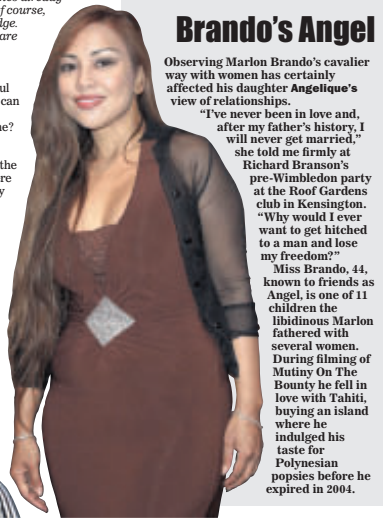 of course,
dge.
are
ul
can
ne?
the
re
y
Brando's Angel
Observing Marlon Brando's cavalier
way with women has certainly
affected his daughter Angelique's
view of relationships.
"I've never been in love and,
after my father's history, I
will never get married,"
she told me firmly at
Richard Branson's
pre-Wimbledon party
at the Roof Gardens
club in Kensington.
"Why would I ever
want to get hitched
to a man and lose
my freedom?"
Miss Brando, 44,
known to friends as
Angel, is one of 11
children the
libidinous Marlon
fathered with
several women.
During filming of
Mutiny On The
Bounty he fell in
love with Tahiti,
buying an island
where he
indulged his
taste for
Polynesian
popsies before he
expired in 2004.